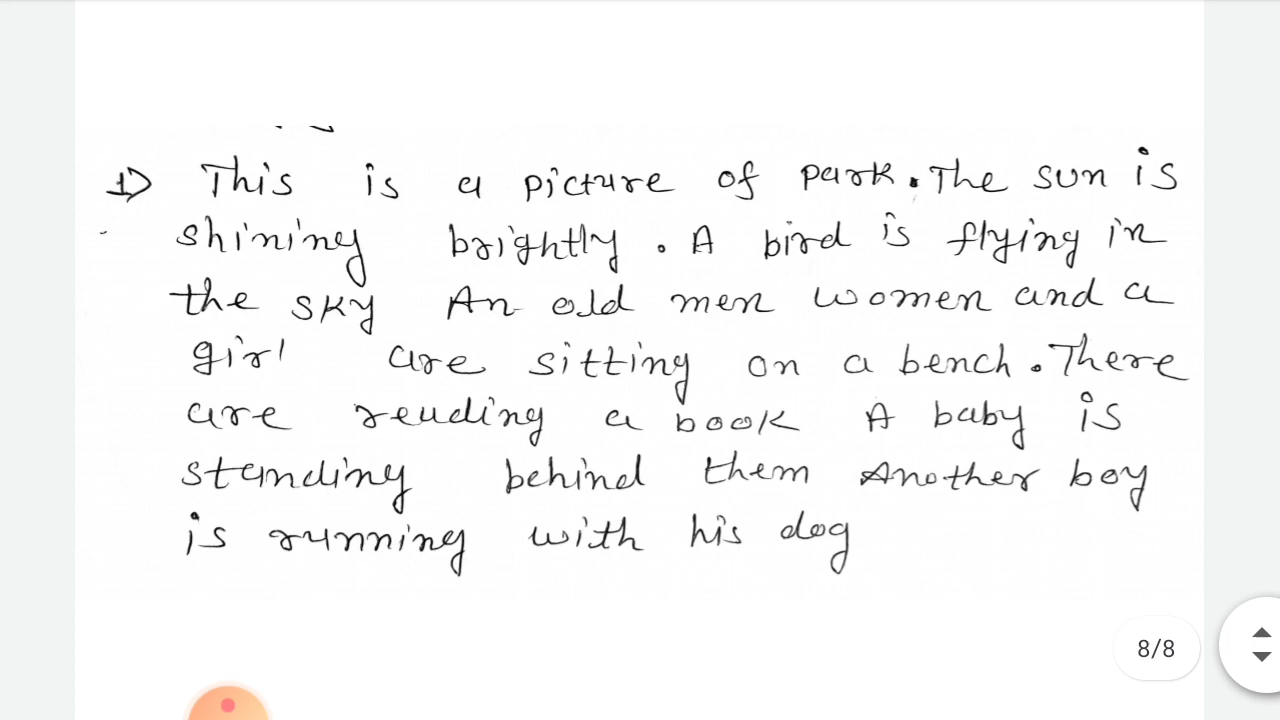 1) This is a picture of park. The sun is
shining brightly. A bird is flying in
the sky An old men women and a
girl are sitting on a bench. There
are reading a book A baby is
standing behind them Another boy
is running with his dog
8/8